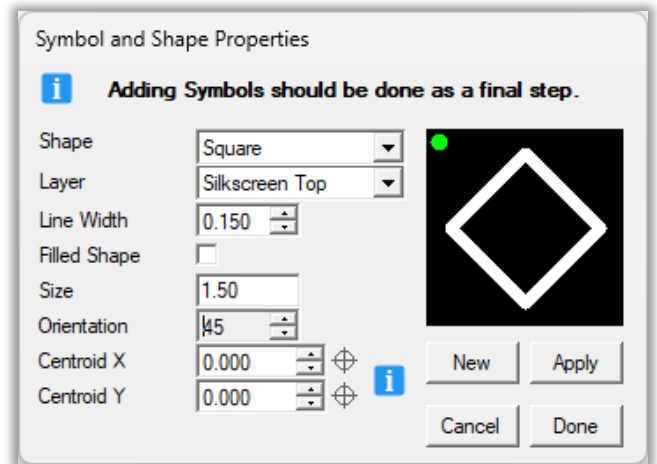 Symbol and Shape Properties
i Adding Symbols should be done as a final step.
Shape Square
Layer Silkscreen Top
Line Width 0.150
Filled Shape
Size 1.50
Orientation 45
Centroid X 0.000
Centroid Y 0.000
i
New Apply
Cancel Done